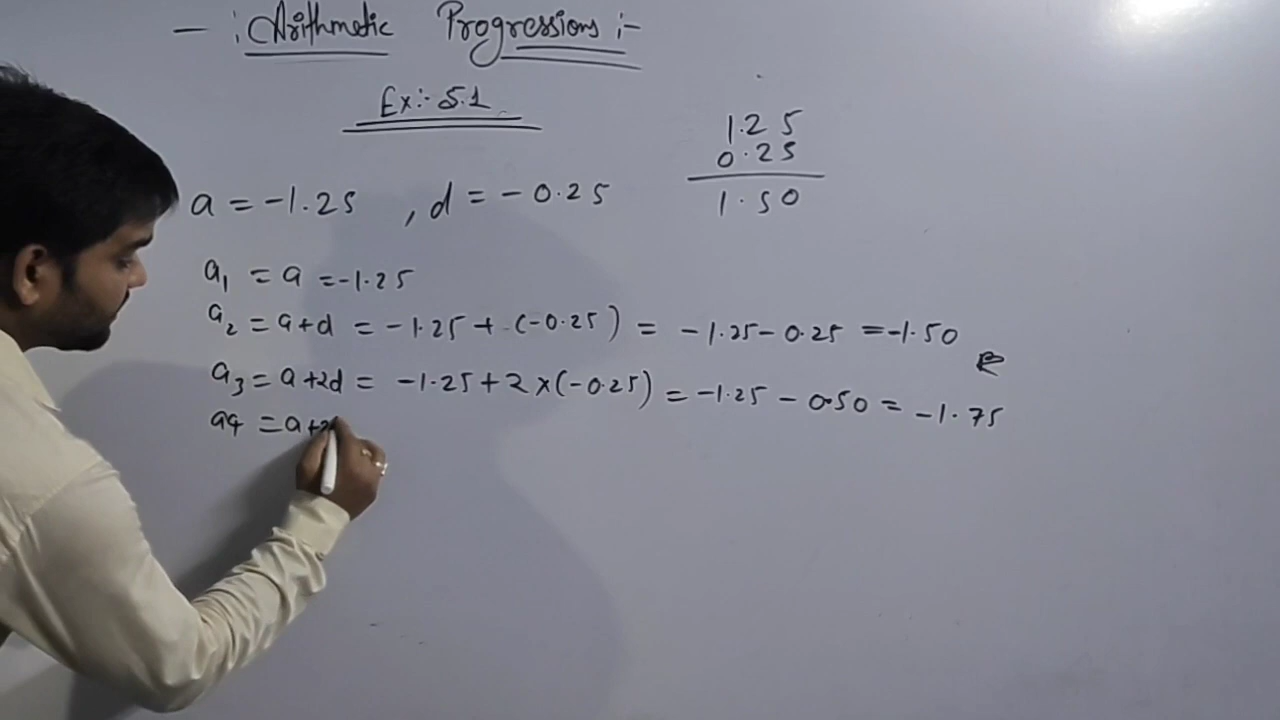 — : Arithmetic Progressions :-
Ex:- 5.1
1.25
0.25
1.50
a = -1.25 , d = - 0.25
a1 = a = -1.25
a2 = a+d = -1.25 + (-0.25) = -1.25 - 0.25 = -1.50
a3 = a+2d = -1.25 + 2 × (-0.25) = -1.25 - 0.50 = -1.75
a4 = a+